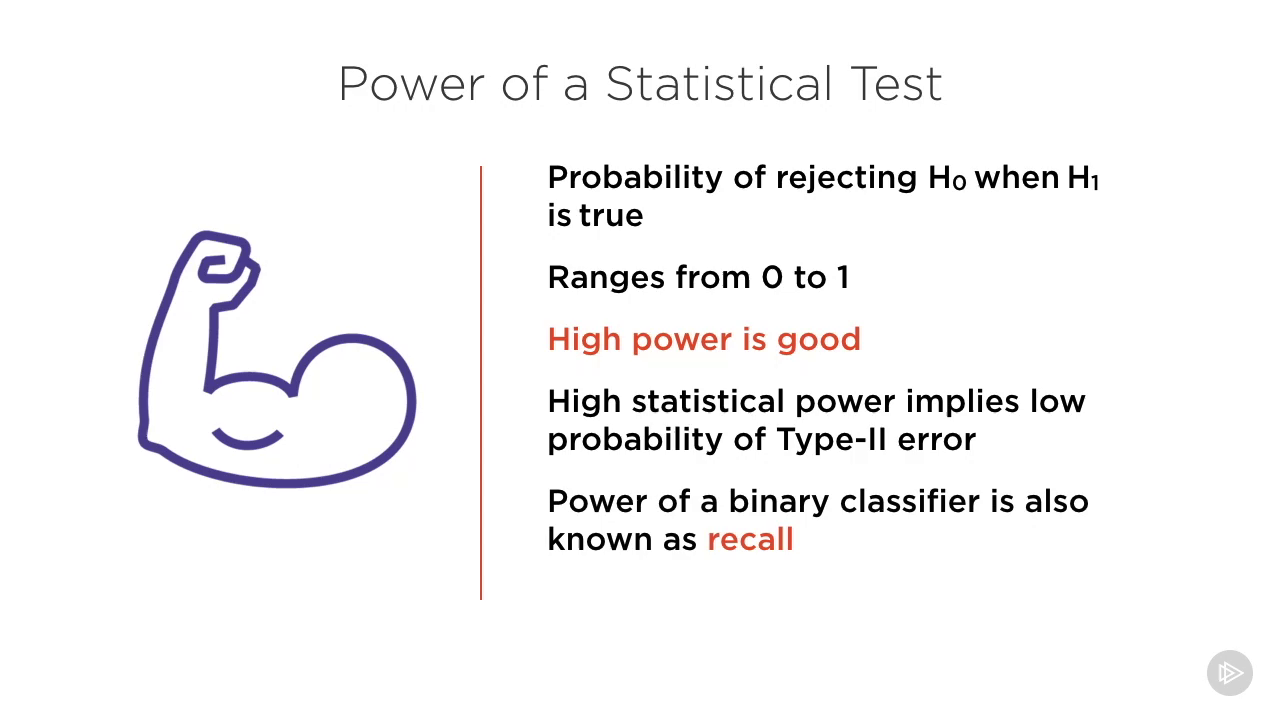 Power of a Statistical Test
Probability of rejecting H₀ when H₁
is true
Ranges from 0 to 1
High power is good
High statistical power implies low
probability of Type-II error
Power of a binary classifier is also
known as recall